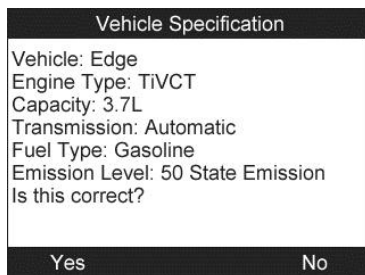 Vehicle Specification
Vehicle: Edge
Engine Type: TiVCT
Capacity: 3.7L
Transmission: Automatic
Fuel Type: Gasoline
Emission Level: 50 State Emission
Is this correct?
Yes No